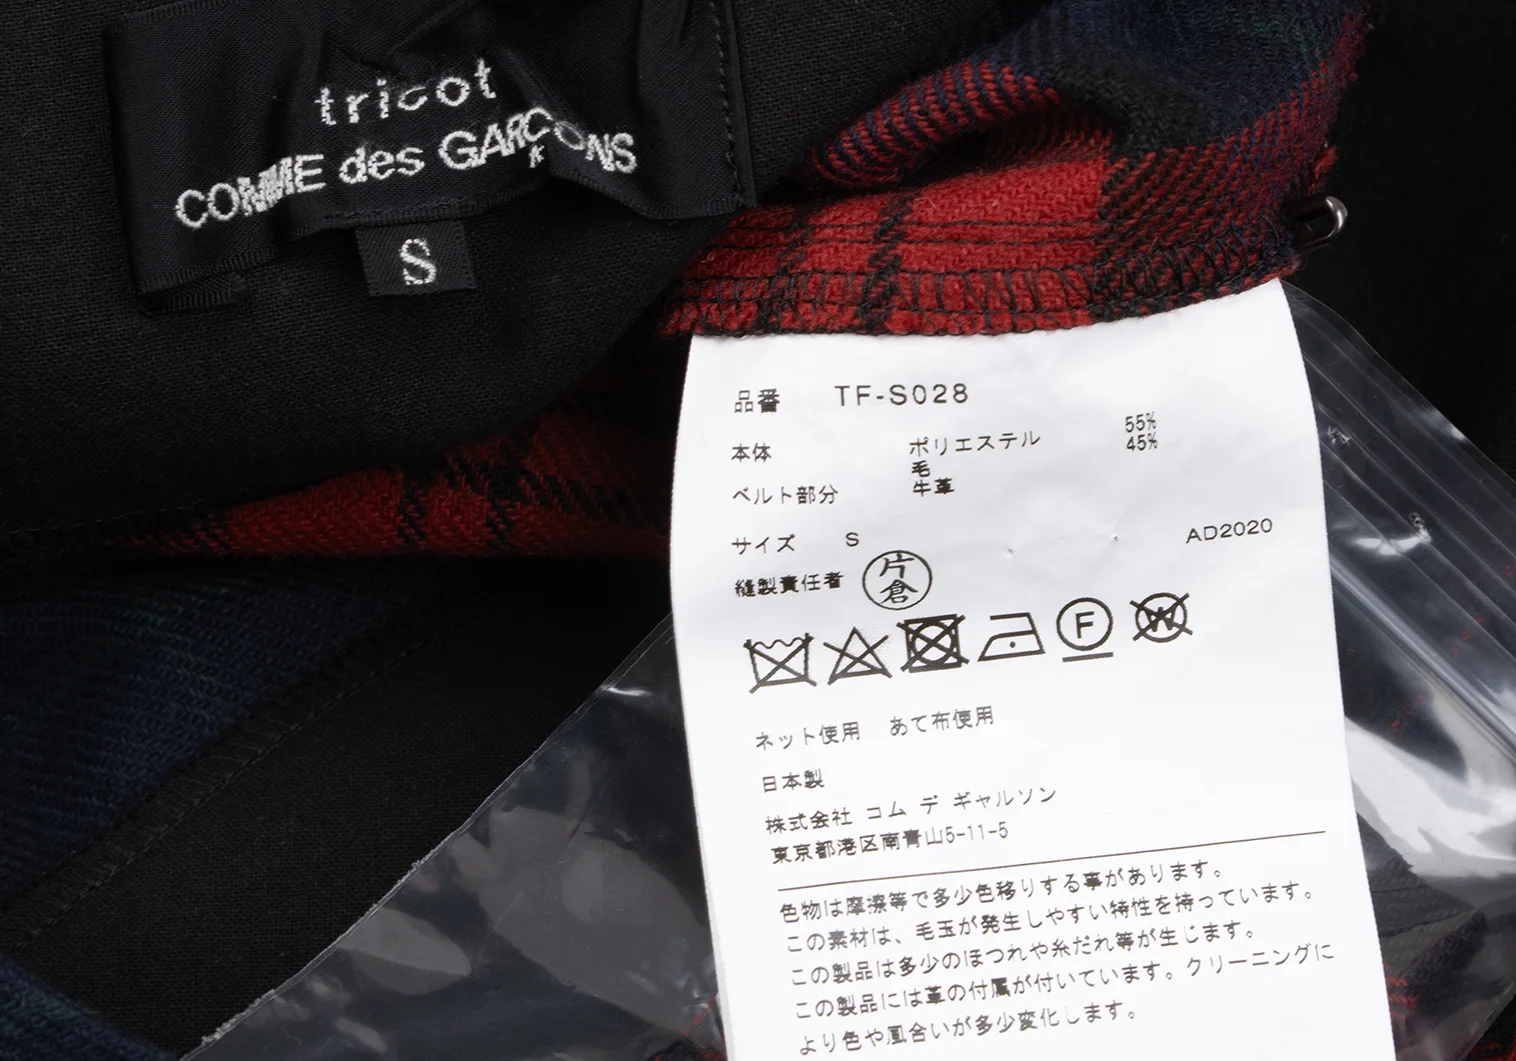 tricot
COMME des GARÇONS
S
品番 TF-S028
本体 ポリエステル 55%
毛 45%
ベルト部分 牛革
サイズ S AD2020
縫製責任者 片倉
F
W
ネット使用 あて布使用
日本製
株式会社 コム デ ギャルソン
東京都港区南青山5-11-5
色物は摩擦等で多少色移りする事があります。
この素材は、毛玉が発生しやすい特性を持っています。
この製品は多少のほつれや糸だれ等が生じます。
この製品には革の付属が付いています。クリーニングに
より色や風合いが多少変化します。